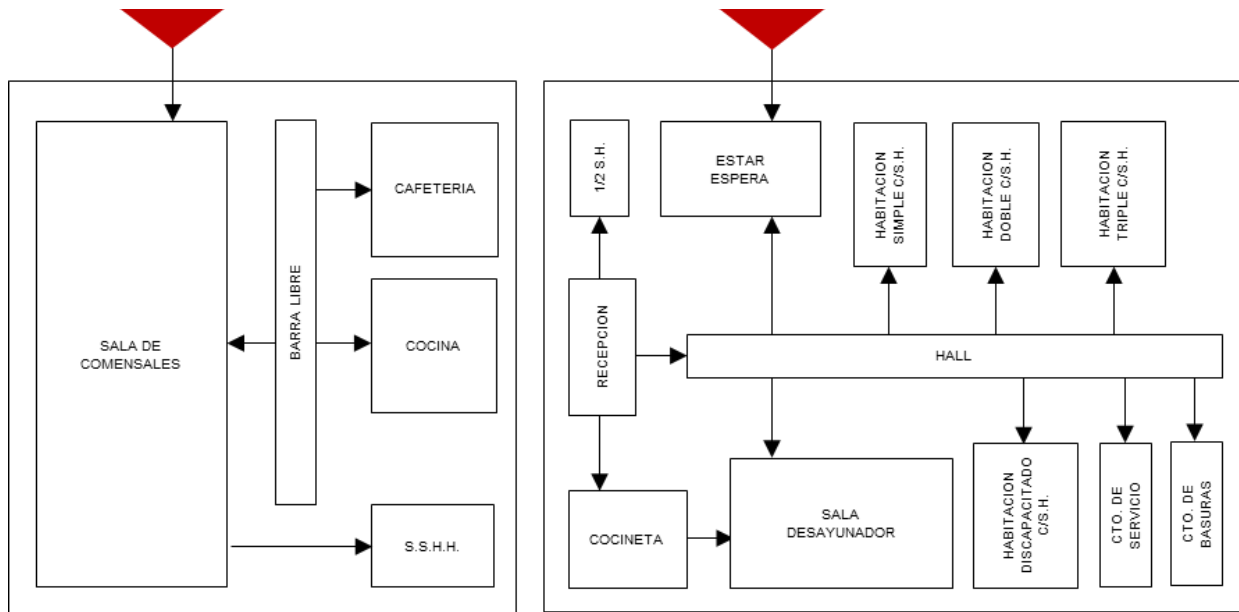 SALA DE
COMENSALES
BARRA LIBRE
CAFETERIA
COCINA
S.S.H.H.
1/2 S.H.
ESTAR
ESPERA
HABITACION
SIMPLE C/S.H.
HABITACION
DOBLE C/S.H.
HABITACION
TRIPLE C/S.H.
RECEPCION
HALL
COCINETA
SALA
DESAYUNADOR
HABITACION
DISCAPACITADO
C/S.H.
CTO. DE
SERVICIO
CTO. DE
BASURAS